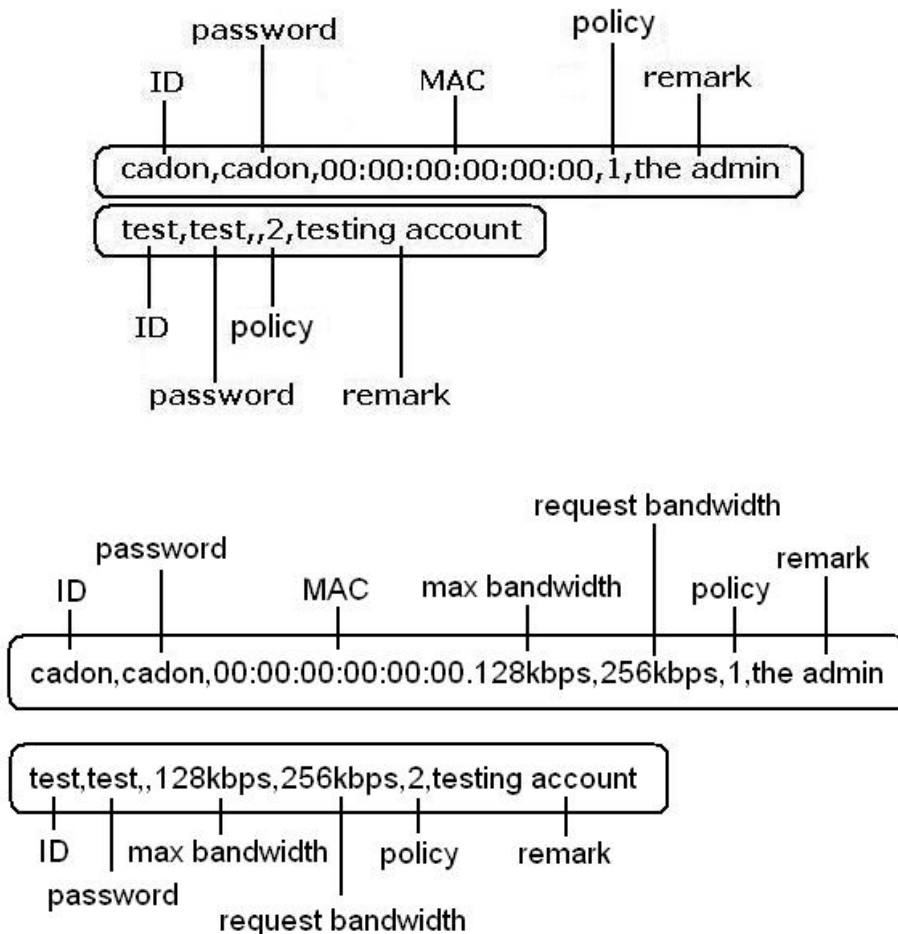 password
policy
ID
MAC
remark
cadon,cadon,00:00:00:00:00:00,1,the admin
test,test,,2,testing account
ID
policy
password
remark
request bandwidth
password
remark
ID
MAC
max bandwidth
policy
cadon,cadon,00:00:00:00:00:00.128kbps,256kbps,1,the admin
test,test,,128kbps,256kbps,2,testing account
ID
max bandwidth
policy
remark
password
request bandwidth